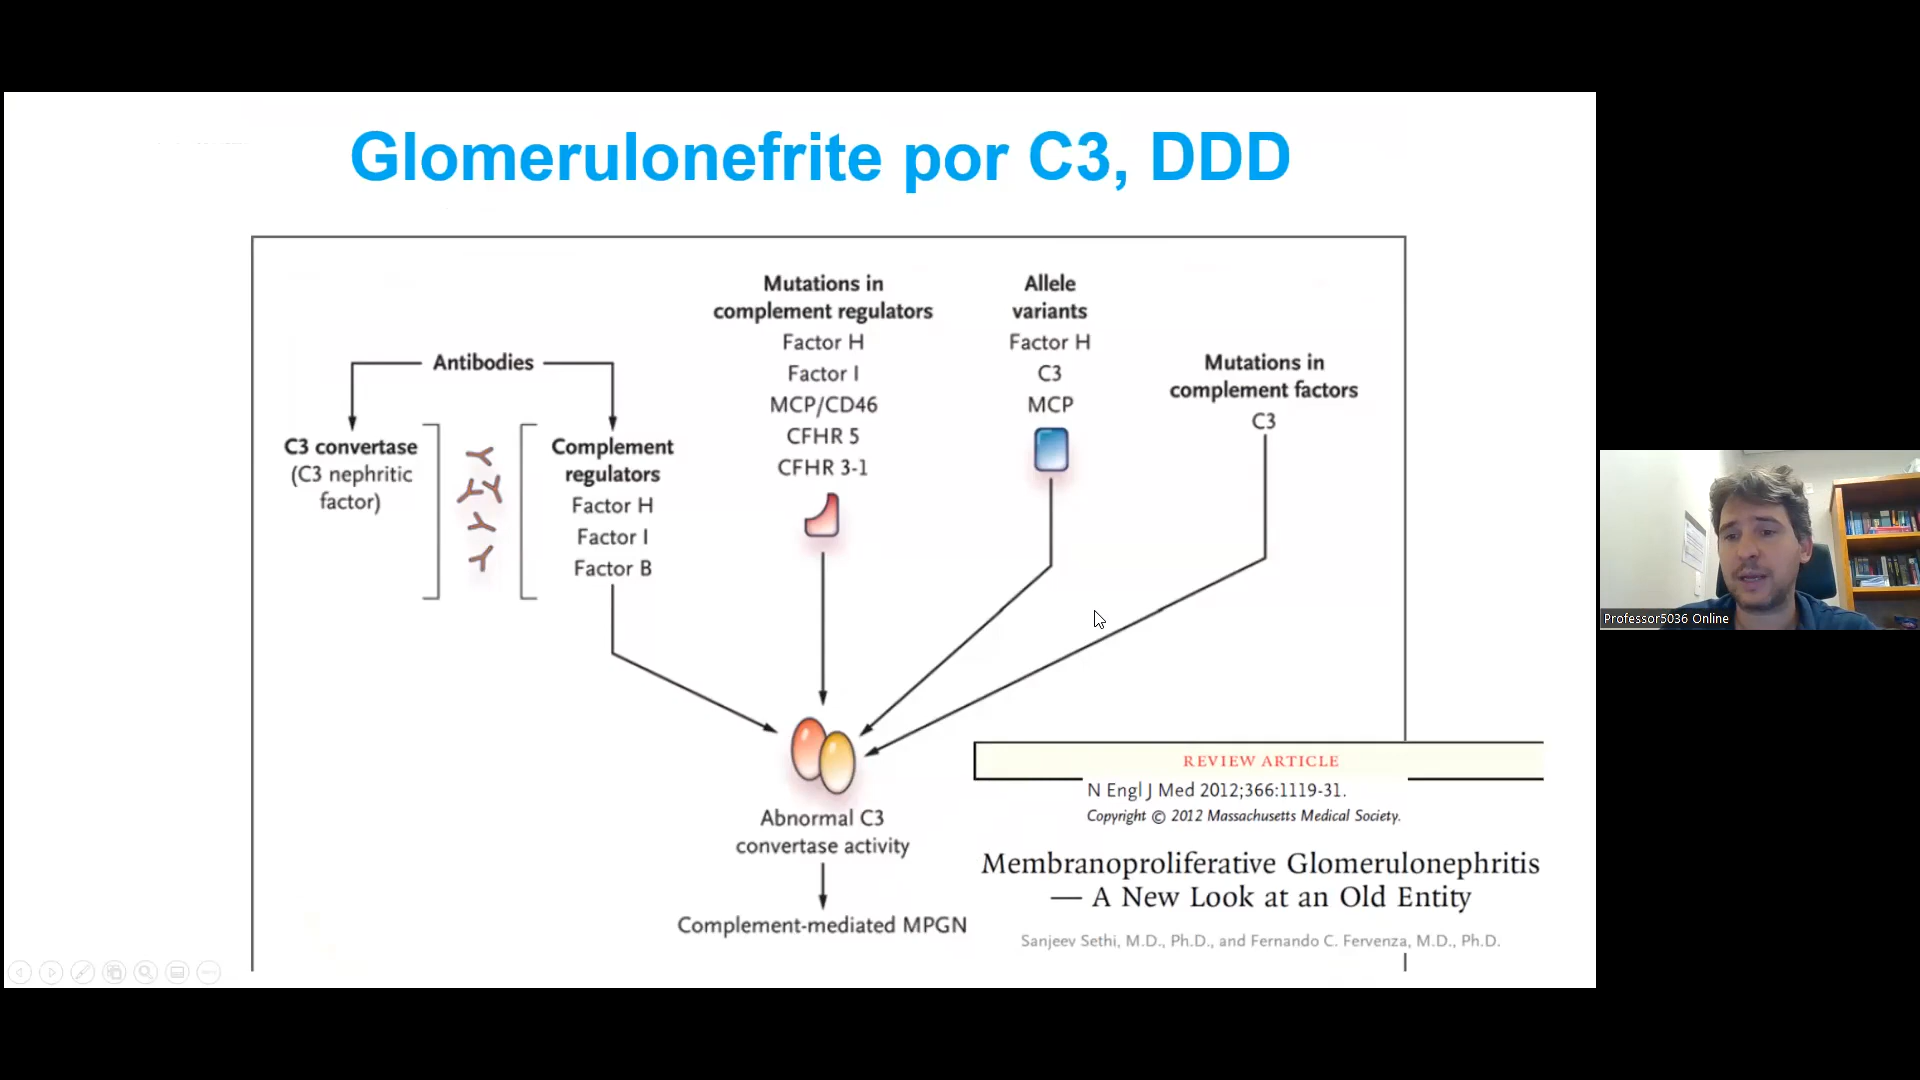 Glomerulonefrite por C3, DDD
Antibodies
C3 convertase
(C3 nephritic
factor)
Complement
regulators
Factor H
Factor I
Factor B
Mutations in
complement regulators
Factor H
Factor I
MCP/CD46
CFHR 5
CFHR 3-1
Allele
variants
Factor H
C3
MCP
Mutations in
complement factors
C3
Abnormal C3
convertase activity
Complement-mediated MPGN
REVIEW ARTICLE
N Engl J Med 2012;366:1119-31.
Copyright © 2012 Massachusetts Medical Society.
Membranoproliferative Glomerulonephritis
— A New Look at an Old Entity
Sanjeev Sethi, M.D., Ph.D., and Fernando C. Fervenza, M.D., Ph.D.
Professor5036 Online